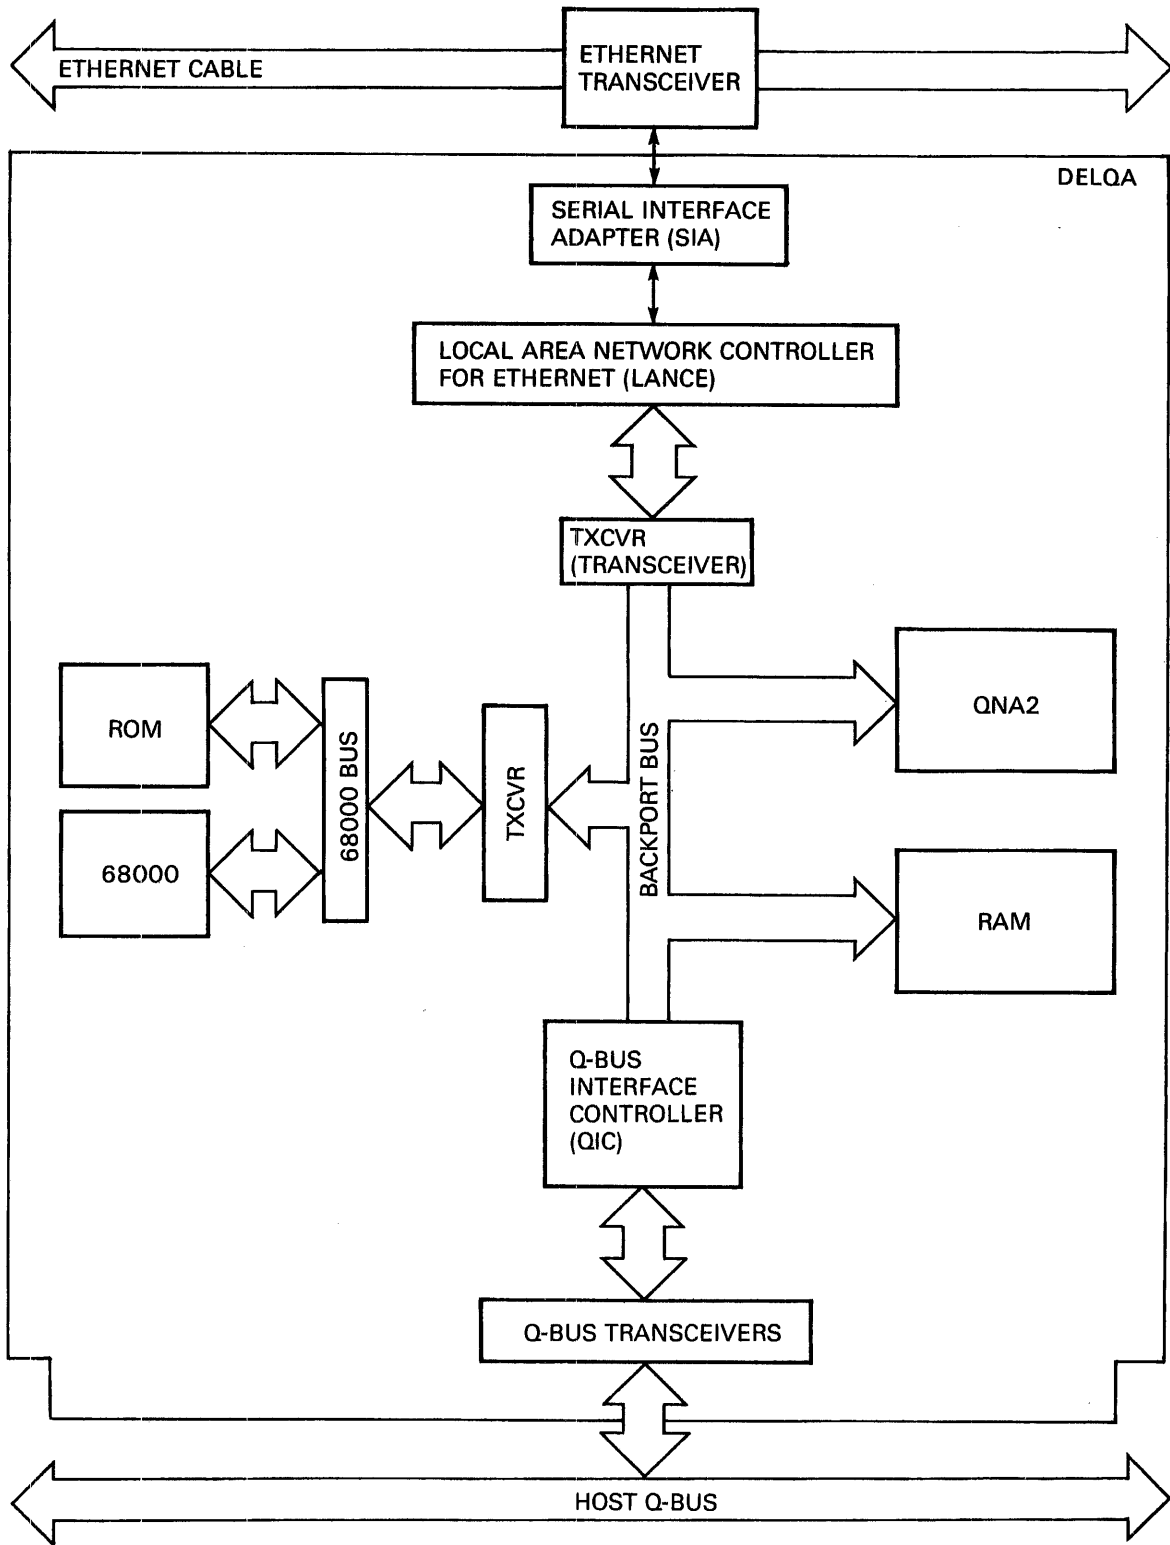 ETHERNET CABLE
ETHERNET
TRANSCEIVER
DELQA
SERIAL INTERFACE
ADAPTER (SIA)
LOCAL AREA NETWORK CONTROLLER
FOR ETHERNET (LANCE)
TXCVR
(TRANSCEIVER)
ROM
68000
68000 BUS
TXCVR
BACKPORT BUS
QNA2
RAM
Q-BUS
INTERFACE
CONTROLLER
(QIC)
Q-BUS TRANSCEIVERS
HOST Q-BUS